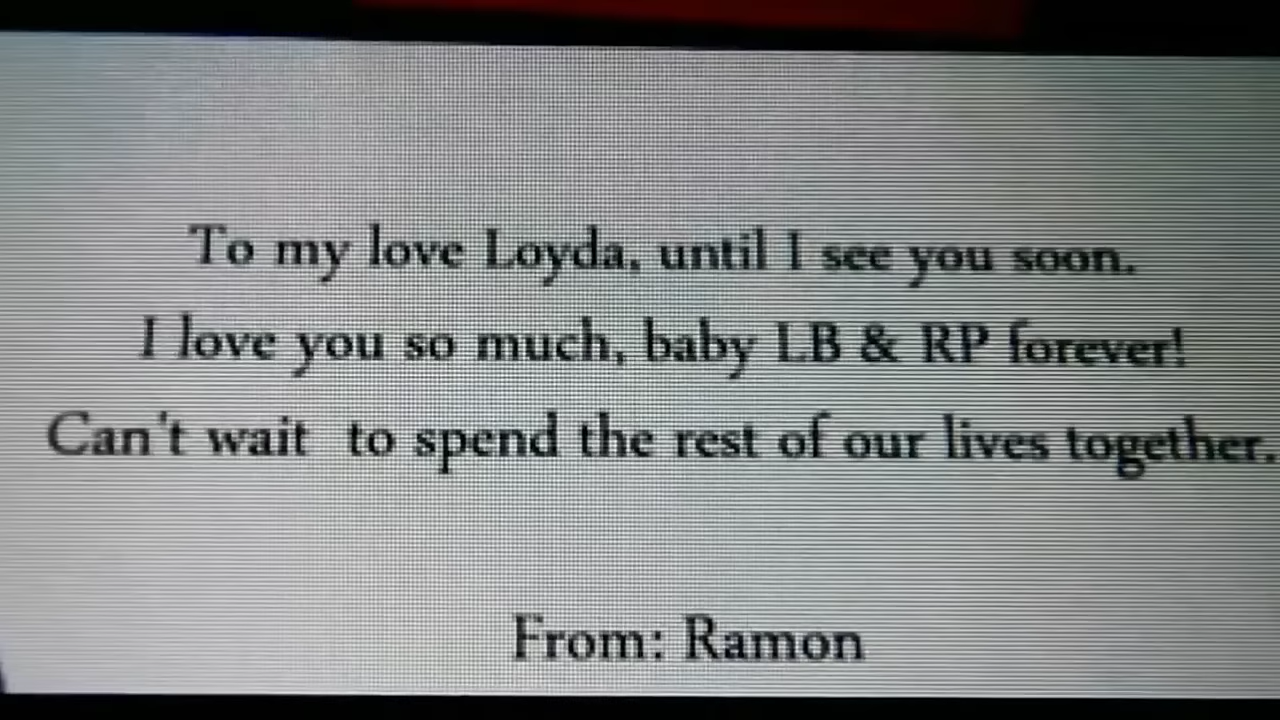 To my love Loyda, until I see you soon.
I love you so much, baby LB & RP forever!
Can't wait to spend the rest of our lives together.
From: Ramon